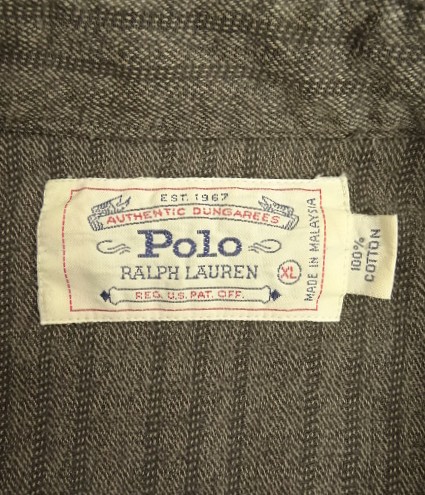 EST. 1967
AUTHENTIC DUNGAREES
Polo
RALPH LAUREN
XL
REG. U.S. PAT. OFF.
MADE IN MALAYSIA
100%
COTTON